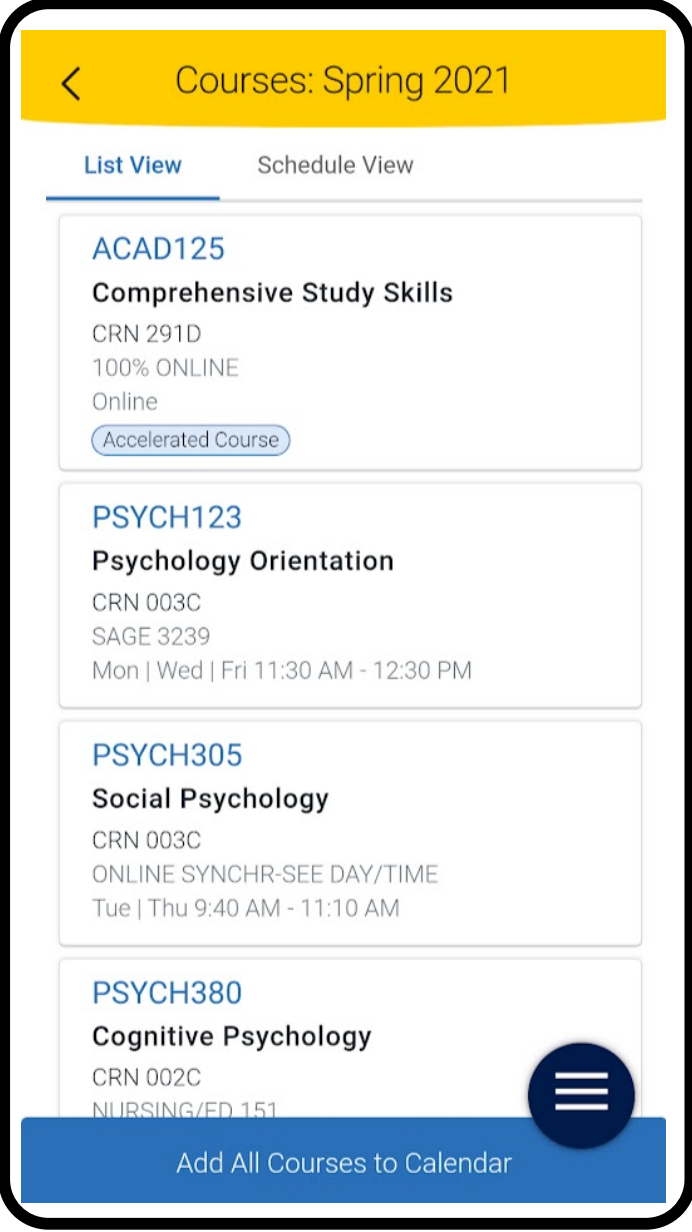 Courses: Spring 2021
List View
Schedule View
ACAD125
Comprehensive Study Skills
CRN 291D
100% ONLINE
Online
Accelerated Course
PSYCH123
Psychology Orientation
CRN 003C
SAGE 3239
Mon | Wed | Fri 11:30 AM - 12:30 PM
PSYCH305
Social Psychology
CRN 003C
ONLINE SYNCHR-SEE DAY/TIME
Tue | Thu 9:40 AM - 11:10 AM
PSYCH380
Cognitive Psychology
CRN 002C
NURSING/ED 151
Add All Courses to Calendar